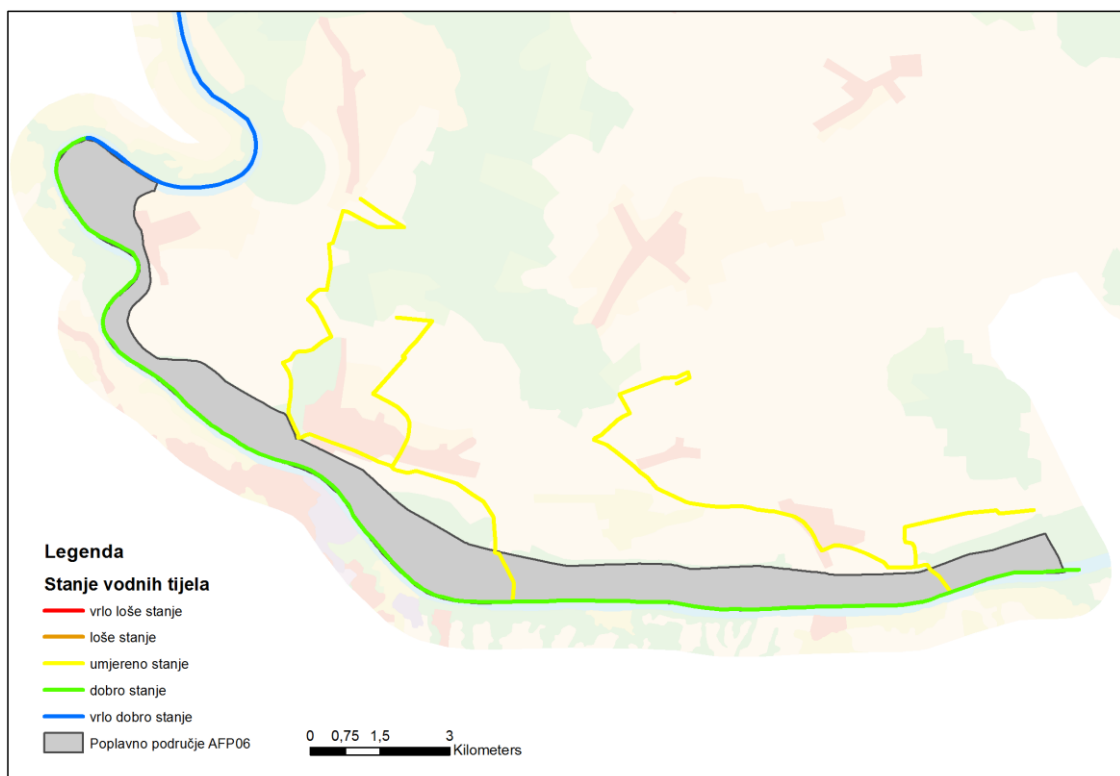 Legenda
Stanje vodnih tijela
vrlo loše stanje
loše stanje
umjereno stanje
dobro stanje
vrlo dobro stanje
Poplavno područje AFP06
0 0,75 1,5 3
Kilometers